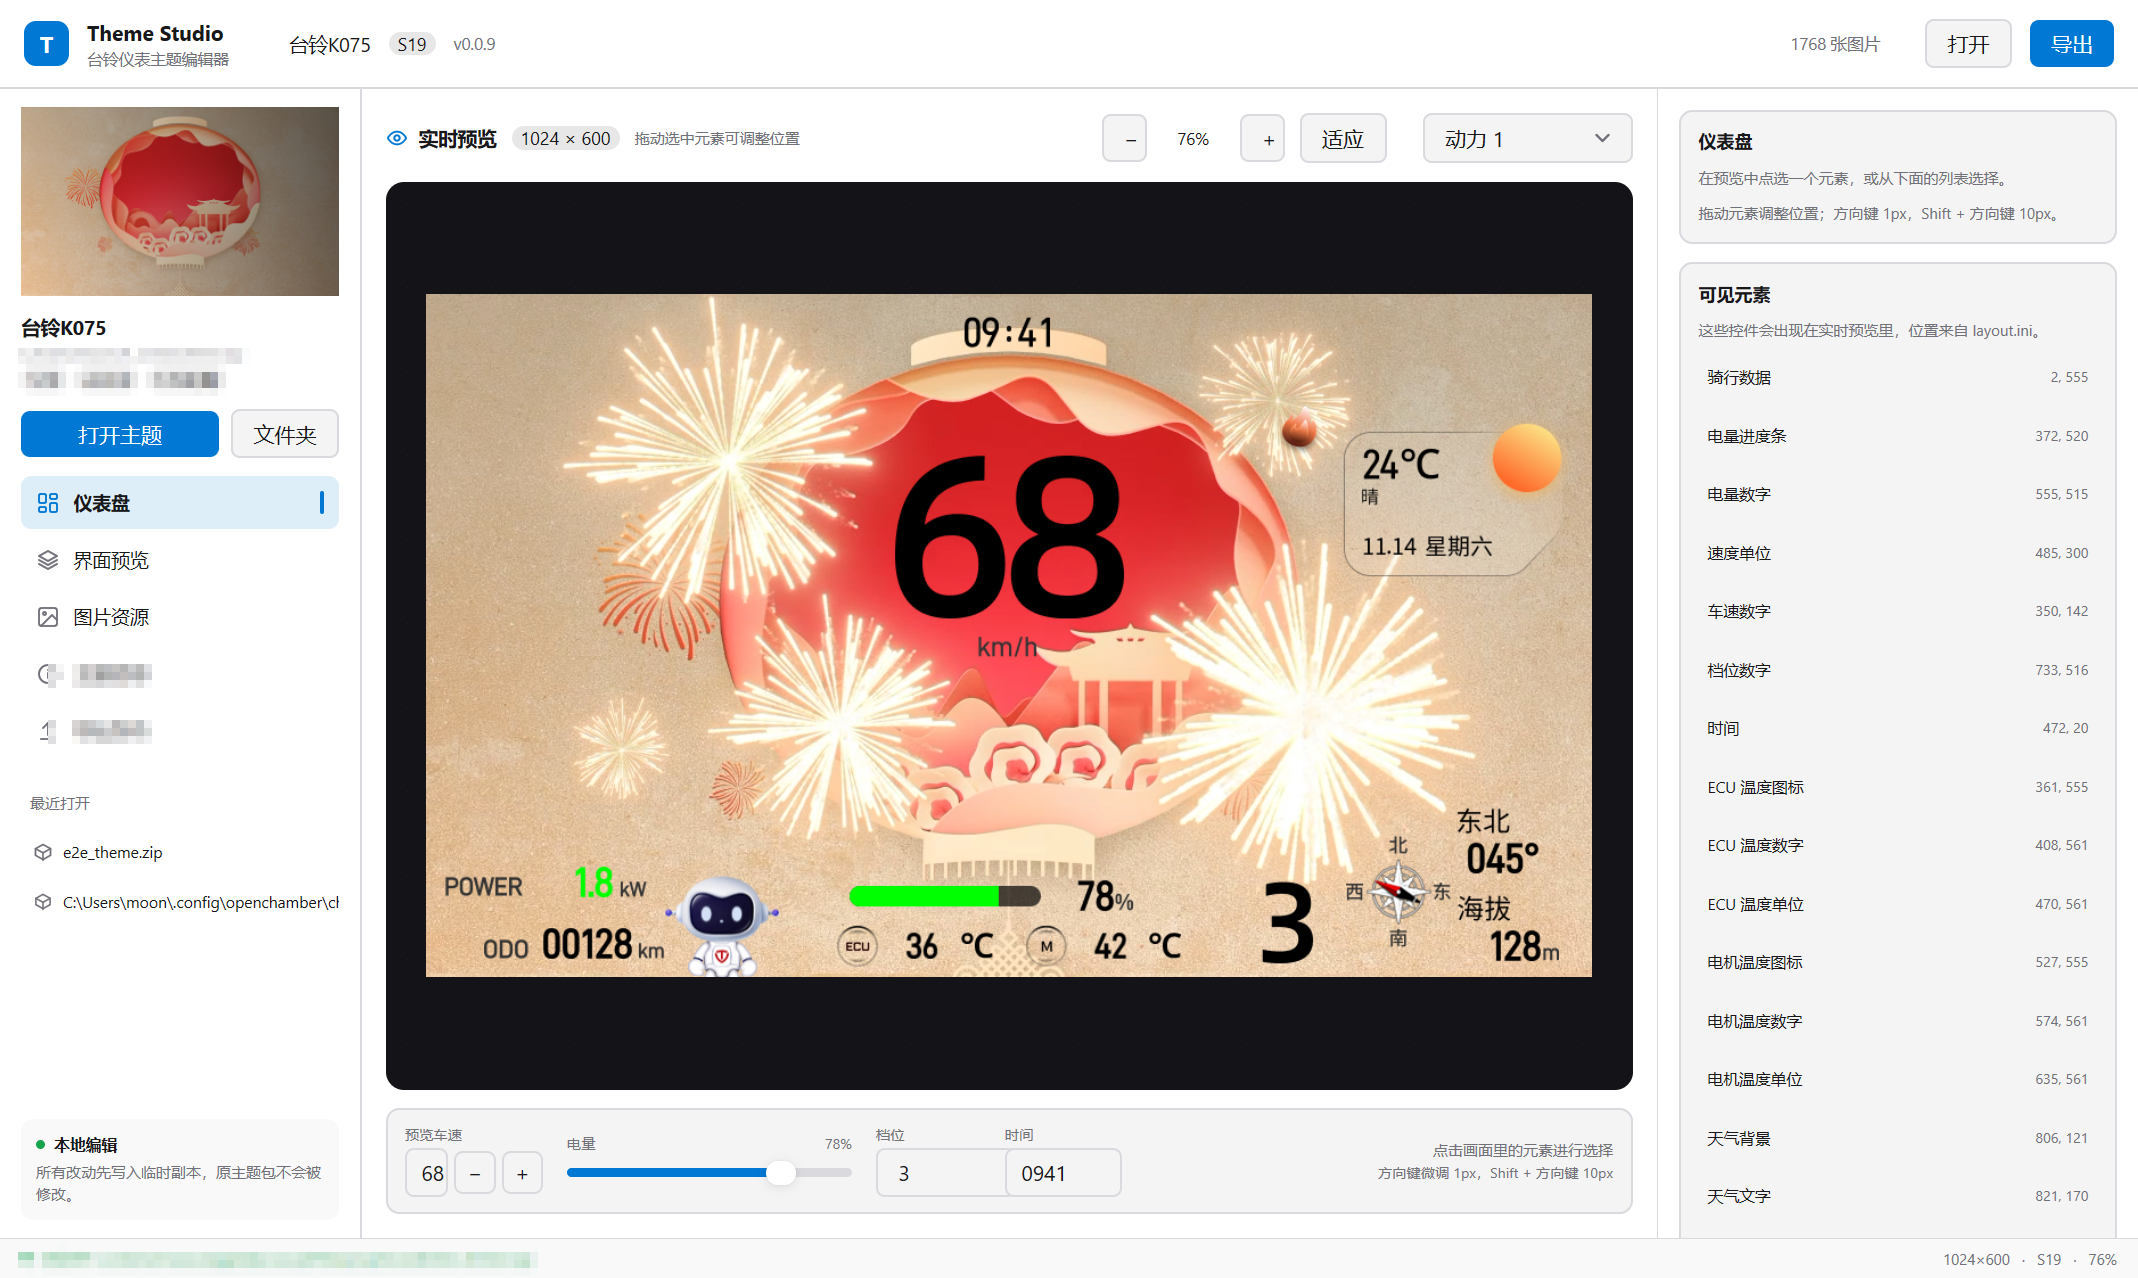 T
Theme Studio
台铃仪表主题编辑器
台铃K075
S19
v0.0.9
1768 张图片
打开
导出
台铃K075
打开主题
文件夹
仪表盘
界面预览
图片资源
最近打开
e2e_theme.zip
C:\Users\moon\.config\openchamber\cl
本地编辑
所有改动先写入临时副本，原主题包不会被
修改。
实时预览
1024 × 600
拖动选中元素可调整位置
−
76%
+
适应
动力 1
09:41
68
km/h
24℃
晴
11.14 星期六
POWER
1.8 kW
ODO 00128 km
78%
ECU
36 ℃
M
42 ℃
3
北
西
东
南
东北
045°
海拔
128m
预览车速
68
−
+
电量
78%
档位
3
时间
0941
点击画面里的元素进行选择
方向键微调 1px，Shift + 方向键 10px
仪表盘
在预览中点选一个元素，或从下面的列表选择。
拖动元素调整位置；方向键 1px，Shift + 方向键 10px。
可见元素
这些控件会出现在实时预览里，位置来自 layout.ini。
骑行数据 2, 555
电量进度条 372, 520
电量数字 555, 515
速度单位 485, 300
车速数字 350, 142
档位数字 733, 516
时间 472, 20
ECU 温度图标 361, 555
ECU 温度数字 408, 561
ECU 温度单位 470, 561
电机温度图标 527, 555
电机温度数字 574, 561
电机温度单位 635, 561
天气背景 806, 121
天气文字 821, 170
1024×600 · S19 · 76%